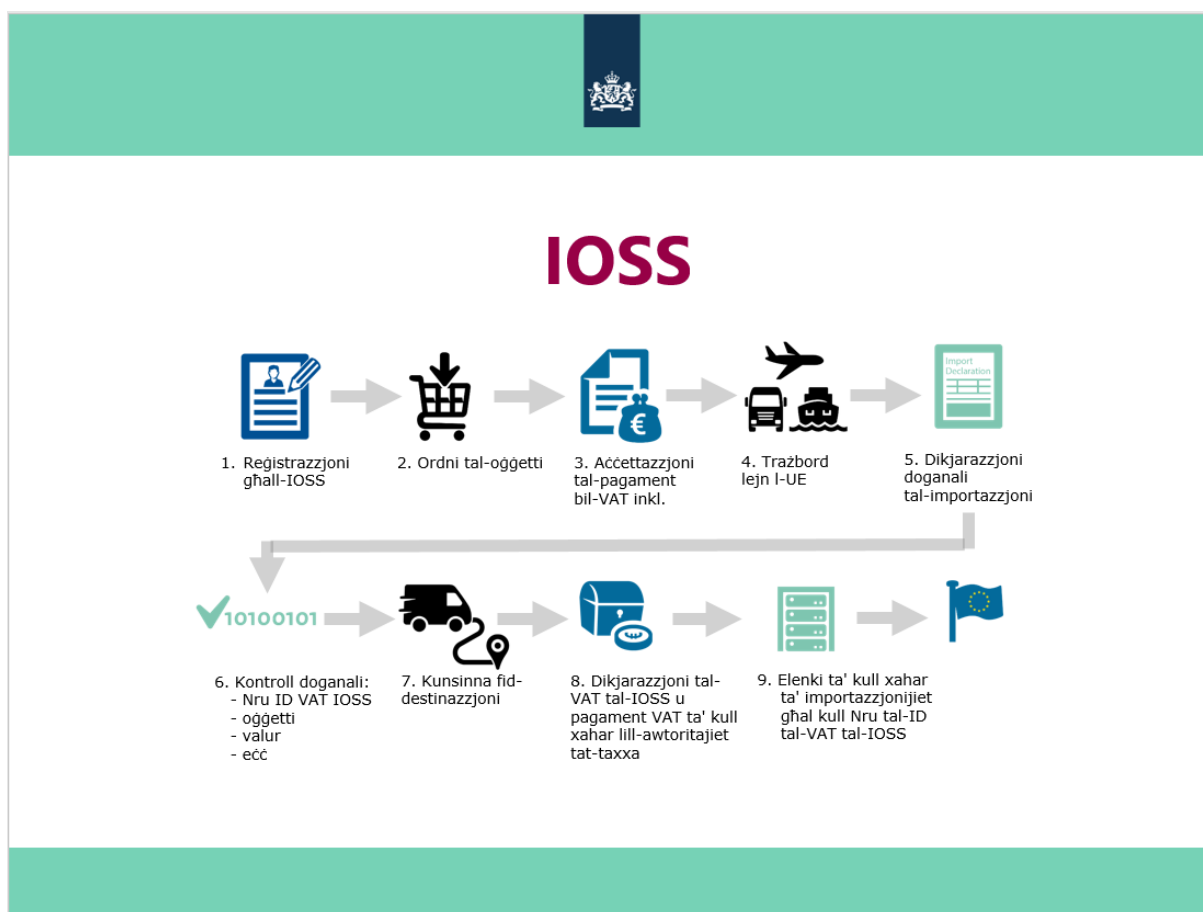 IOSS
Import
Declaration
1. Reġistrazzjoni
għall-IOSS
2. Ordni tal-oġġetti
3. Aċċettazzjoni
tal-pagament
bil-VAT inkl.
4. Trażbord
lejn l-UE
5. Dikjarazzjoni
doganali
tal-importazzjoni
10100101
6. Kontroll doganali:
- Nru ID VAT IOSS
- oġġetti
- valur
- eċċ
7. Kunsinna fid-
destinazzjoni
8. Dikjarazzjoni tal-
VAT tal-IOSS u
pagament VAT ta' kull
xahar lill-awtoritajiet
tat-taxxa
9. Elenki ta' kull xahar
ta' importazzjonijiet
għal kull Nru tal-ID
tal-VAT tal-IOSS